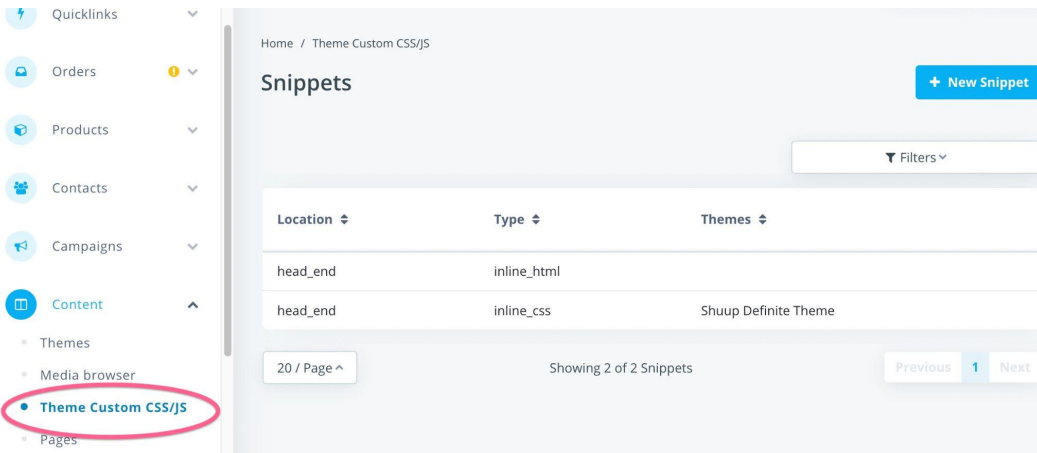 Quicklinks
Orders
Products
Contacts
Campaigns
Content
Themes
Media browser
Theme Custom CSS/JS
Pages
Home / Theme Custom CSS/JS
Snippets
+ New Snippet
Filters
Location Type Themes
head_end inline_html
head_end inline_css Shuup Definite Theme
20 / Page Showing 2 of 2 Snippets Previous 1 Next